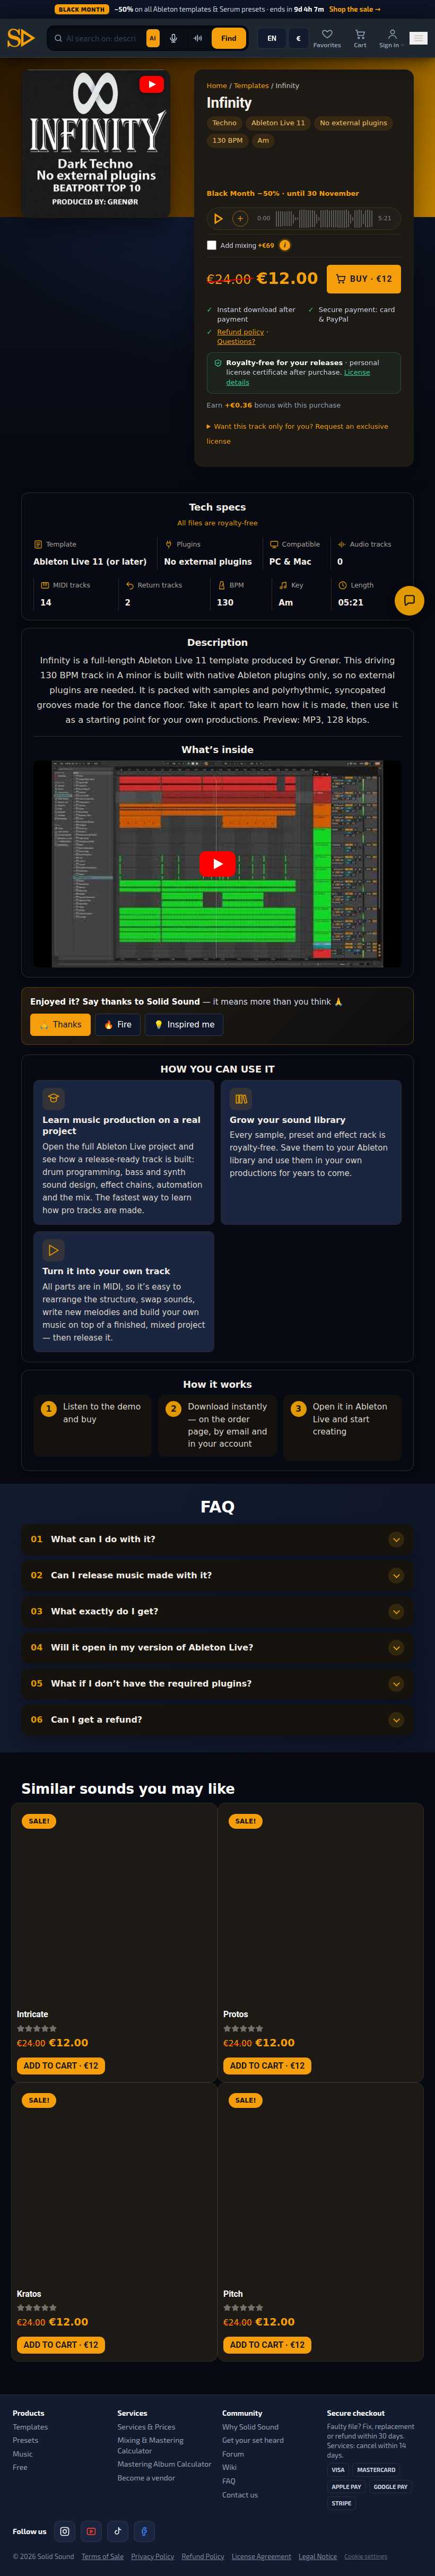 BLACK MONTH −50% on all Ableton templates & Serum presets · ends in 9d 4h 7m Shop the sale →
AI search on. descri AI Find EN € Favorites Cart Sign in
INFINITY
Dark Techno
No external plugins
BEATPORT TOP 10
PRODUCED BY: GRENØR
Home / Templates / Infinity
Infinity
Techno Ableton Live 11 No external plugins
130 BPM Am
Black Month −50% · until 30 November
0:00 5:21
Add mixing +€69 i
€24.00 €12.00 BUY · €12
✓ Instant download after payment
✓ Secure payment: card & PayPal
✓ Refund policy · Questions?
Royalty-free for your releases · personal
license certificate after purchase. License
details
Earn +€0.36 bonus with this purchase
▶ Want this track only for you? Request an exclusive
license
Tech specs
All files are royalty-free
Template Plugins Compatible Audio tracks
Ableton Live 11 (or later) No external plugins PC & Mac 0
MIDI tracks Return tracks BPM Key Length
14 2 130 Am 05:21
Description
Infinity is a full-length Ableton Live 11 template produced by Grenør. This driving
130 BPM track in A minor is built with native Ableton plugins only, so no external
plugins are needed. It is packed with samples and polyrhythmic, syncopated
grooves made for the dance floor. Take it apart to learn how it is made, then use it
as a starting point for your own productions. Preview: MP3, 128 kbps.
What’s inside
Enjoyed it? Say thanks to Solid Sound — it means more than you think 🙏
🙏 Thanks 🔥 Fire 💡 Inspired me
HOW YOU CAN USE IT
Learn music production on a real
project
Open the full Ableton Live project and
see how a release-ready track is built:
drum programming, bass and synth
sound design, effect chains, automation
and the mix. The fastest way to learn
how pro tracks are made.
Grow your sound library
Every sample, preset and effect rack is
royalty-free. Save them to your Ableton
library and use them in your own
productions for years to come.
Turn it into your own track
All parts are in MIDI, so it’s easy to
rearrange the structure, swap sounds,
write new melodies and build your own
music on top of a finished, mixed project
— then release it.
How it works
1 Listen to the demo
and buy
2 Download instantly
— on the order
page, by email and
in your account
3 Open it in Ableton
Live and start
creating
FAQ
01 What can I do with it?
02 Can I release music made with it?
03 What exactly do I get?
04 Will it open in my version of Ableton Live?
05 What if I don’t have the required plugins?
06 Can I get a refund?
Similar sounds you may like
SALE! SALE!
Intricate Protos
€24.00 €12.00 €24.00 €12.00
ADD TO CART · €12 ADD TO CART · €12
SALE! SALE!
Kratos Pitch
€24.00 €12.00 €24.00 €12.00
ADD TO CART · €12 ADD TO CART · €12
Products
Templates
Presets
Music
Free
Services
Services & Prices
Mixing & Mastering
Calculator
Mastering Album Calculator
Become a vendor
Community
Why Solid Sound
Get your set heard
Forum
Wiki
FAQ
Contact us
Secure checkout
Faulty file? Fix, replacement
or refund within 30 days.
Services: cancel within 14
days.
VISA MASTERCARD
APPLE PAY GOOGLE PAY
STRIPE
Follow us
© 2026 Solid Sound Terms of Sale Privacy Policy Refund Policy License Agreement Legal Notice Cookie settings